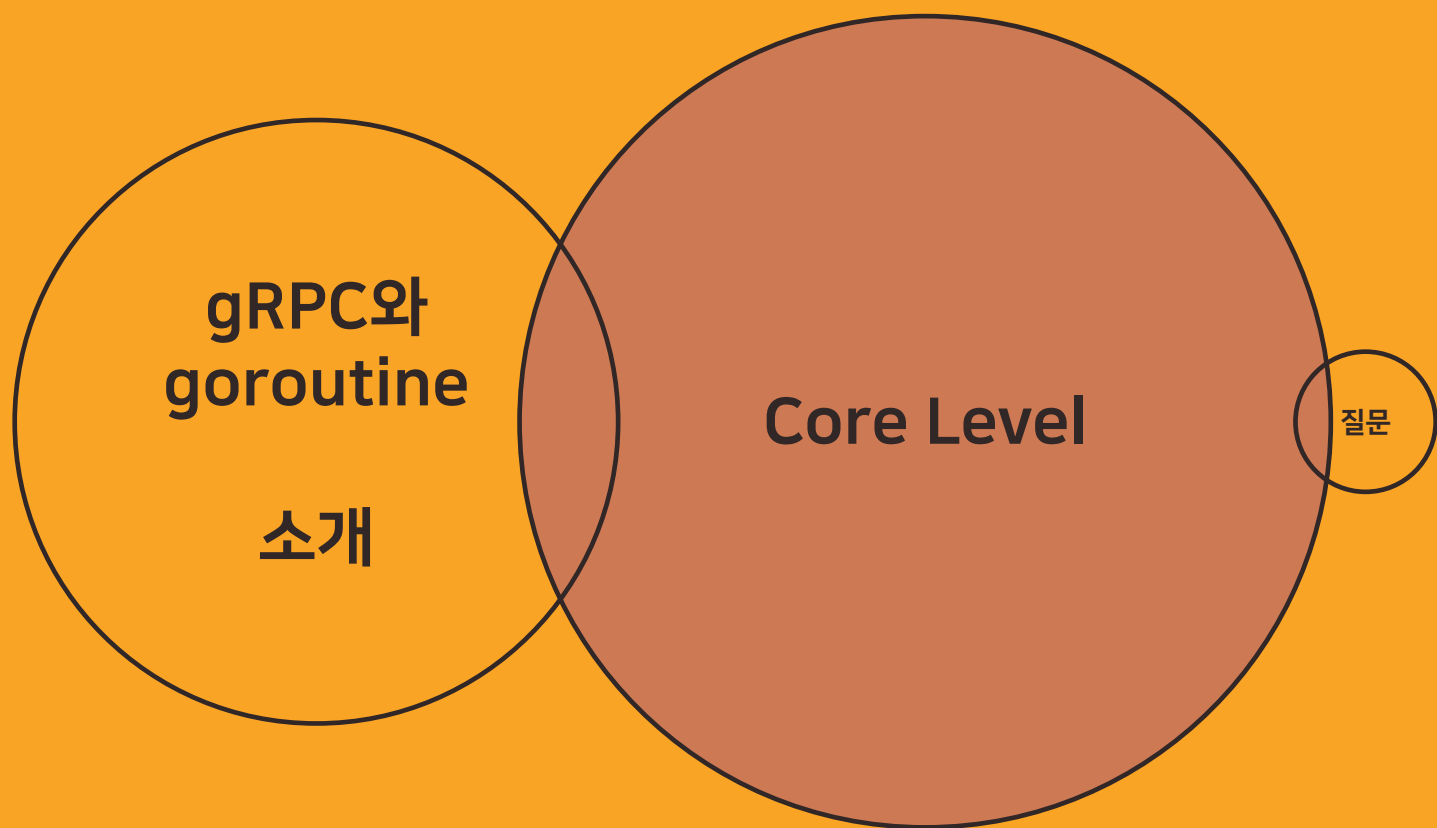 gRPC와
goroutine
소개
Core Level
질문